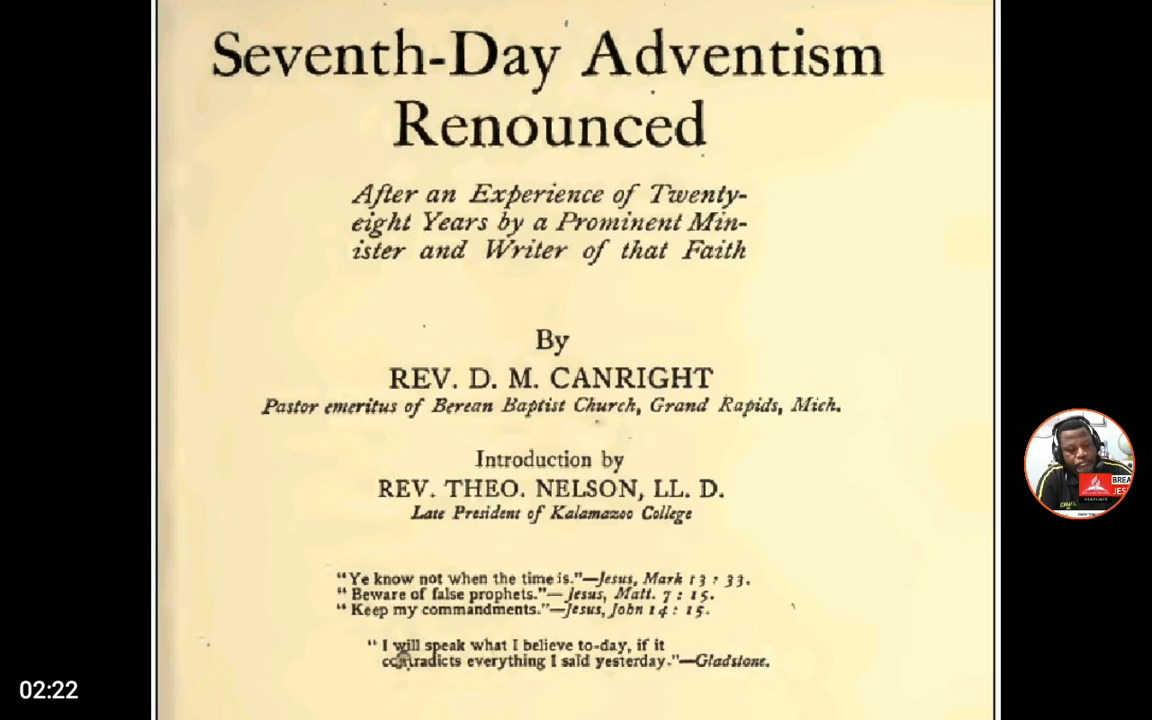 Seventh-Day Adventism
Renounced
After an Experience of Twenty-
eight Years by a Prominent Min-
ister and Writer of that Faith
By
REV. D. M. CANRIGHT
Pastor emeritus of Berean Baptist Church, Grand Rapids, Mich.
Introduction by
REV. THEO. NELSON, LL. D.
Late President of Kalamazoo College
“Ye know not when the time is.”—Jesus, Mark 13 : 33.
“ Beware of false prophets.”—Jesus, Matt. 7 : 15.
“ Keep my commandments.”—Jesus, John 14 : 15.
“ I will speak what I believe to-day, if it
contradicts everything I said yesterday.”—Gladstone.
BREA
JES
02:22